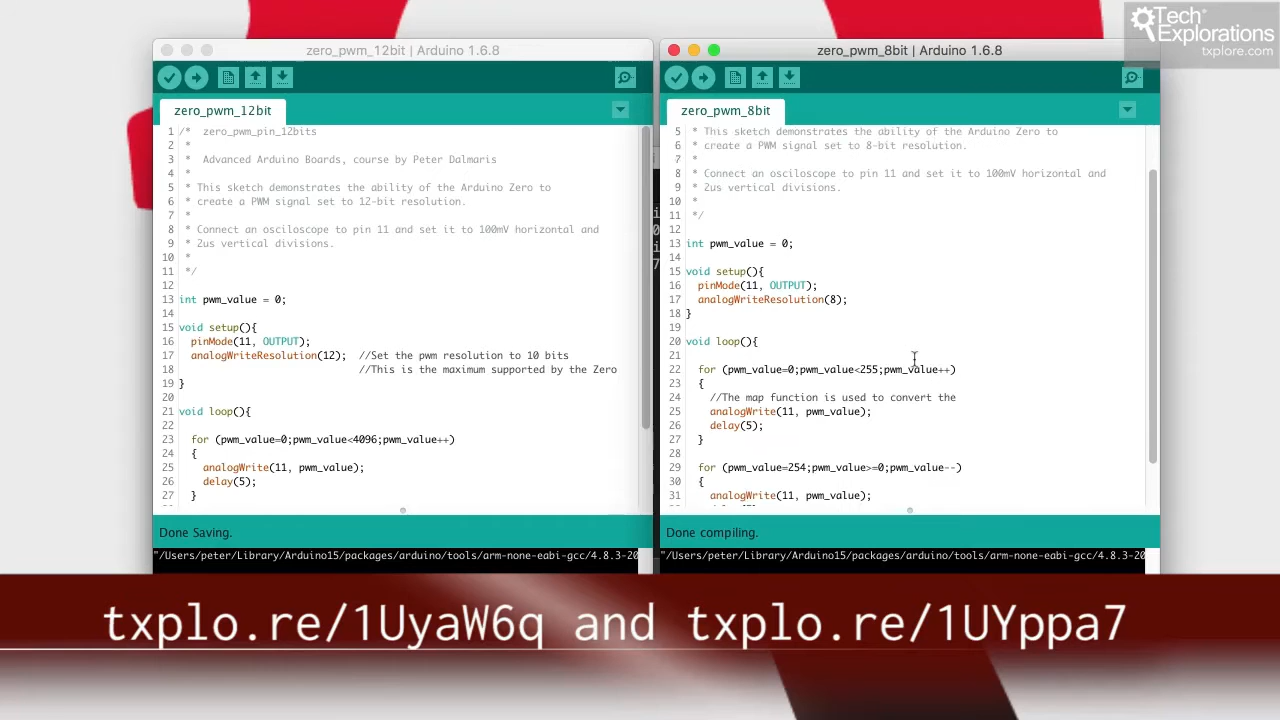 Tech
Explorations
txplore.com
zero_pwm_12bit | Arduino 1.6.8
zero_pwm_12bit
1 /*  zero_pwm_pin_12bits
2  *
3  *  Advanced Arduino Boards, course by Peter Dalmaris
4  *
5  * This sketch demonstrates the ability of the Arduino Zero to
6  * create a PWM signal set to 12-bit resolution.
7  *
8  * Connect an osciloscope to pin 11 and set it to 100mV horizontal and
9  * 2us vertical divisions.
10  *
11  */
12
13 int pwm_value = 0;
14
15 void setup(){
16   pinMode(11, OUTPUT);
17   analogWriteResolution(12);  //Set the pwm resolution to 10 bits
18                               //This is the maximum supported by the Zero
19 }
20
21 void loop(){
22
23   for (pwm_value=0;pwm_value<4096;pwm_value++)
24   {
25     analogWrite(11, pwm_value);
26     delay(5);
27   }
Done Saving.
"/Users/peter/Library/Arduino15/packages/arduino/tools/arm-none-eabi-gcc/4.8.3-20
zero_pwm_8bit | Arduino 1.6.8
zero_pwm_8bit
5  * This sketch demonstrates the ability of the Arduino Zero to
6  * create a PWM signal set to 8-bit resolution.
7  *
8  * Connect an osciloscope to pin 11 and set it to 100mV horizontal and
9  * 2us vertical divisions.
10  *
11  */
12
13 int pwm_value = 0;
14
15 void setup(){
16   pinMode(11, OUTPUT);
17   analogWriteResolution(8);
18 }
19
20 void loop(){
21
22   for (pwm_value=0;pwm_value<255;pwm_value++)
23   {
24     //The map function is used to convert the
25     analogWrite(11, pwm_value);
26     delay(5);
27   }
28
29   for (pwm_value=254;pwm_value>=0;pwm_value--)
30   {
31     analogWrite(11, pwm_value);
Done compiling.
"/Users/peter/Library/Arduino15/packages/arduino/tools/arm-none-eabi-gcc/4.8.3-20
txplo.re/1UyaW6q and txplo.re/1UYppa7